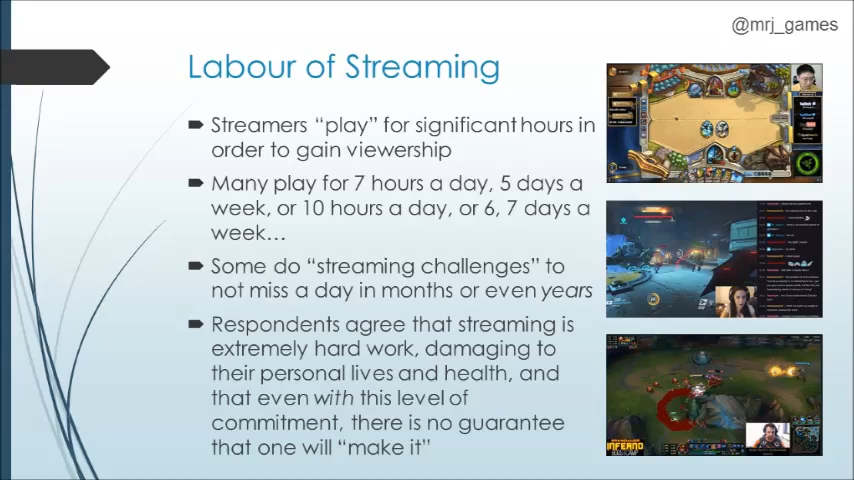 @mrj_games
Labour of Streaming
Streamers “play” for significant hours in
order to gain viewership
Many play for 7 hours a day, 5 days a
week, or 10 hours a day, or 6, 7 days a
week…
Some do “streaming challenges” to
not miss a day in months or even years
Respondents agree that streaming is
extremely hard work, damaging to
their personal lives and health, and
that even with this level of
commitment, there is no guarantee
that one will “make it”
INFERNO